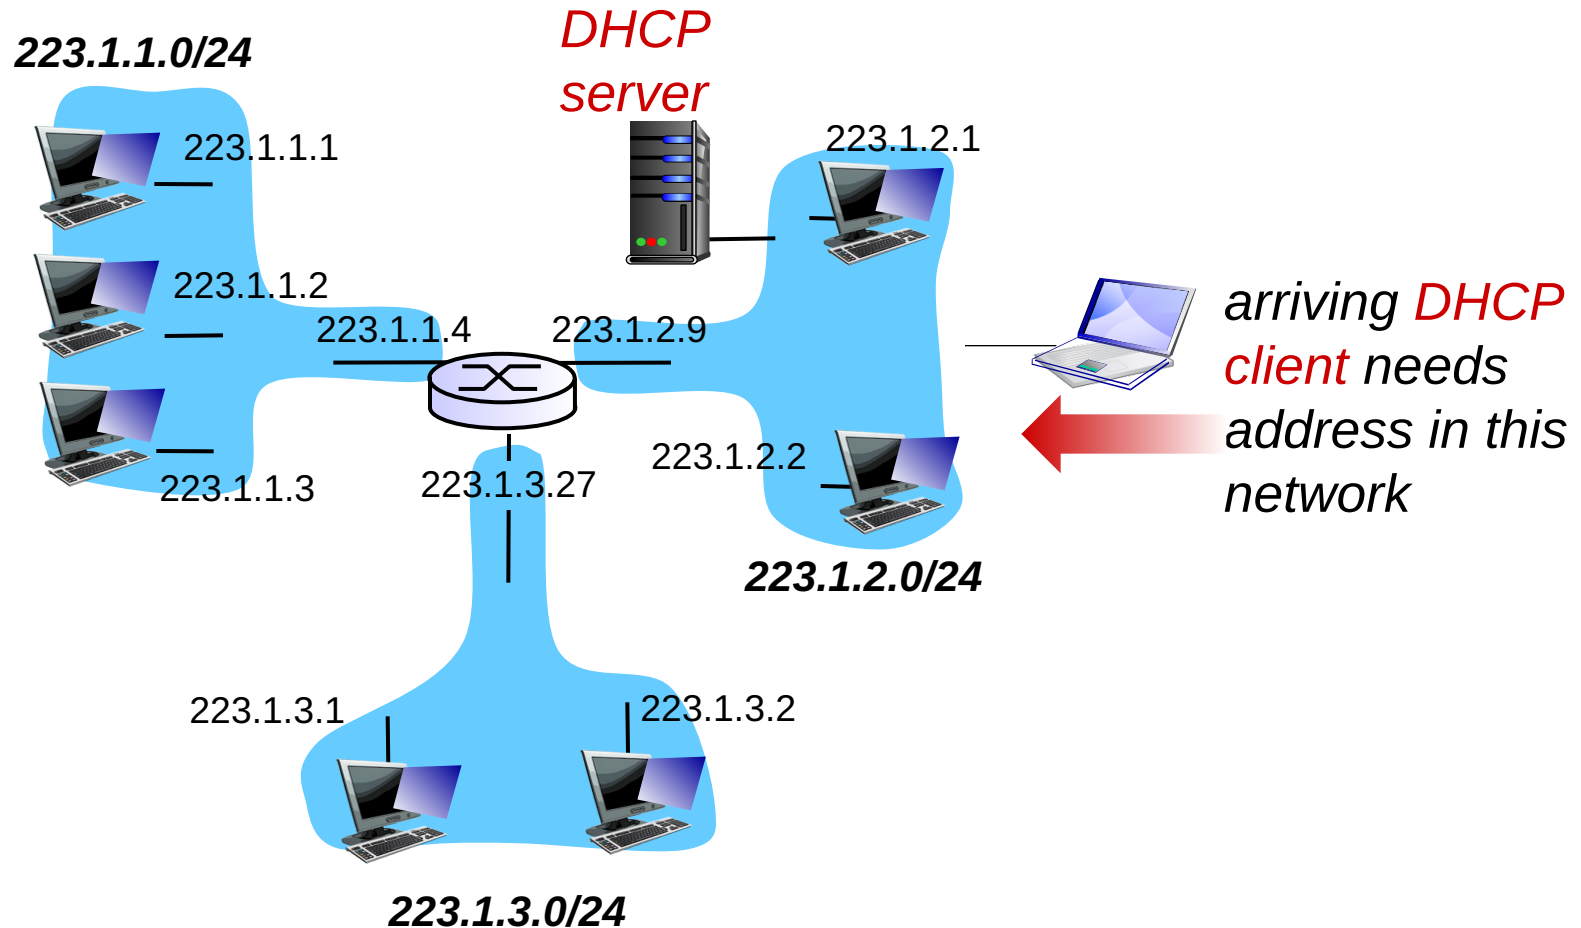 DHCP
server
223.1.1.0/24
223.1.1.1
223.1.2.1
223.1.1.2
223.1.1.4
223.1.2.9
arriving DHCP
client needs
address in this
network
223.1.2.2
223.1.1.3
223.1.3.27
223.1.2.0/24
223.1.3.1
223.1.3.2
223.1.3.0/24